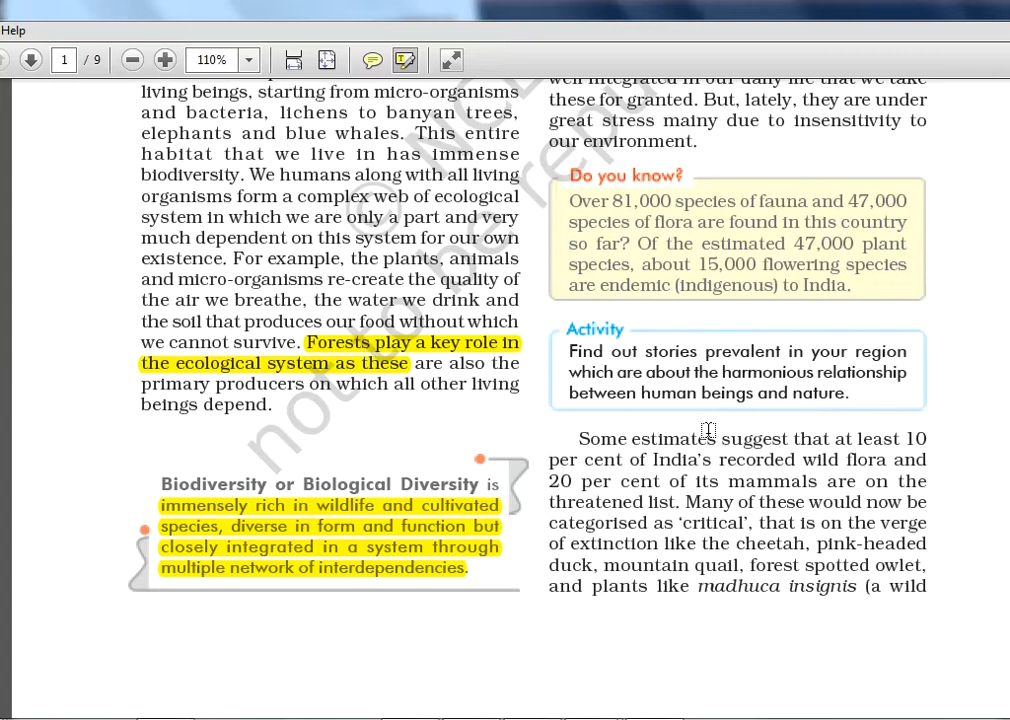 Help
1 / 9
110%
living beings, starting from micro-organisms
and bacteria, lichens to banyan trees,
elephants and blue whales. This entire
habitat that we live in has immense
biodiversity. We humans along with all living
organisms form a complex web of ecological
system in which we are only a part and very
much dependent on this system for our own
existence. For example, the plants, animals
and micro-organisms re-create the quality of
the air we breathe, the water we drink and
the soil that produces our food without which
we cannot survive. Forests play a key role in
the ecological system as these are also the
primary producers on which all other living
beings depend.
Biodiversity or Biological Diversity is
immensely rich in wildlife and cultivated
species, diverse in form and function but
closely integrated in a system through
multiple network of interdependencies.
well integrated in our daily life that we take
these for granted. But, lately, they are under
great stress mainy due to insensitivity to
our environment.
Do you know?
Over 81,000 species of fauna and 47,000
species of flora are found in this country
so far? Of the estimated 47,000 plant
species, about 15,000 flowering species
are endemic (indigenous) to India.
Activity
Find out stories prevalent in your region
which are about the harmonious relationship
between human beings and nature.
Some estimates suggest that at least 10
per cent of India's recorded wild flora and
20 per cent of its mammals are on the
threatened list. Many of these would now be
categorised as 'critical', that is on the verge
of extinction like the cheetah, pink-headed
duck, mountain quail, forest spotted owlet,
and plants like madhuca insignis (a wild
© NCE
not to be repu